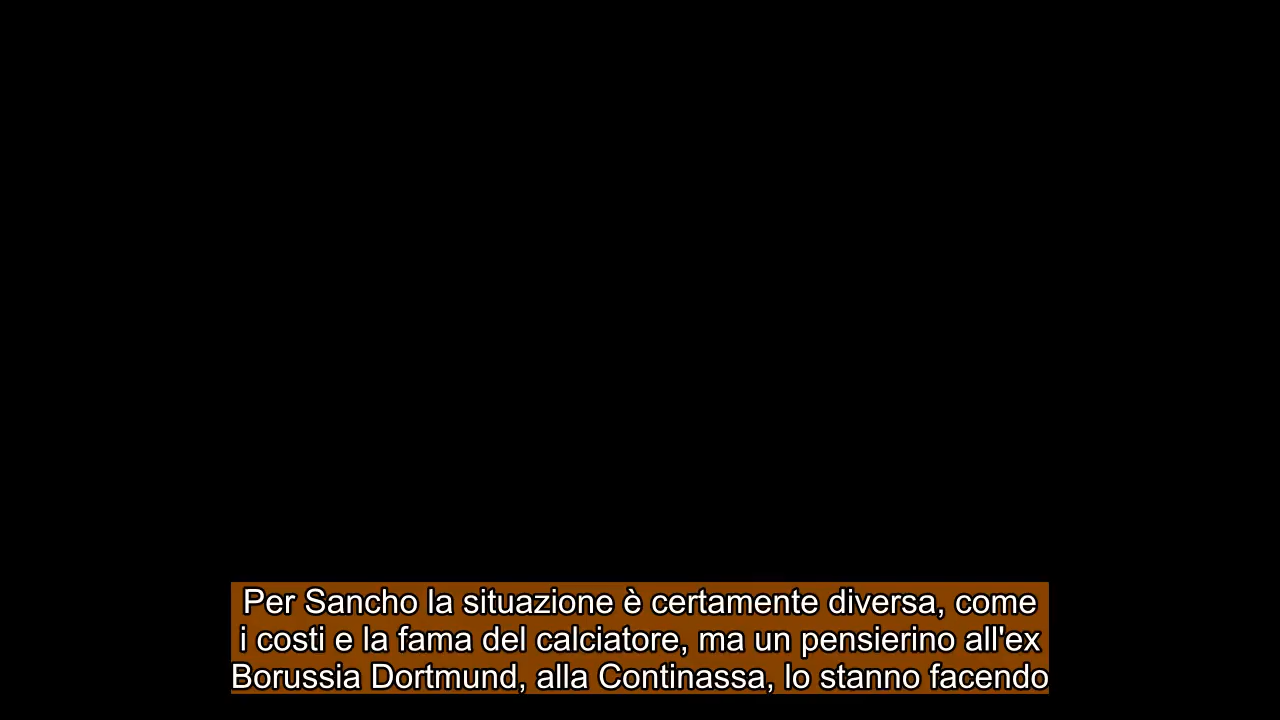 Per Sancho la situazione è certamente diversa, come
i costi e la fama del calciatore, ma un pensierino all'ex
Borussia Dortmund, alla Continassa, lo stanno facendo